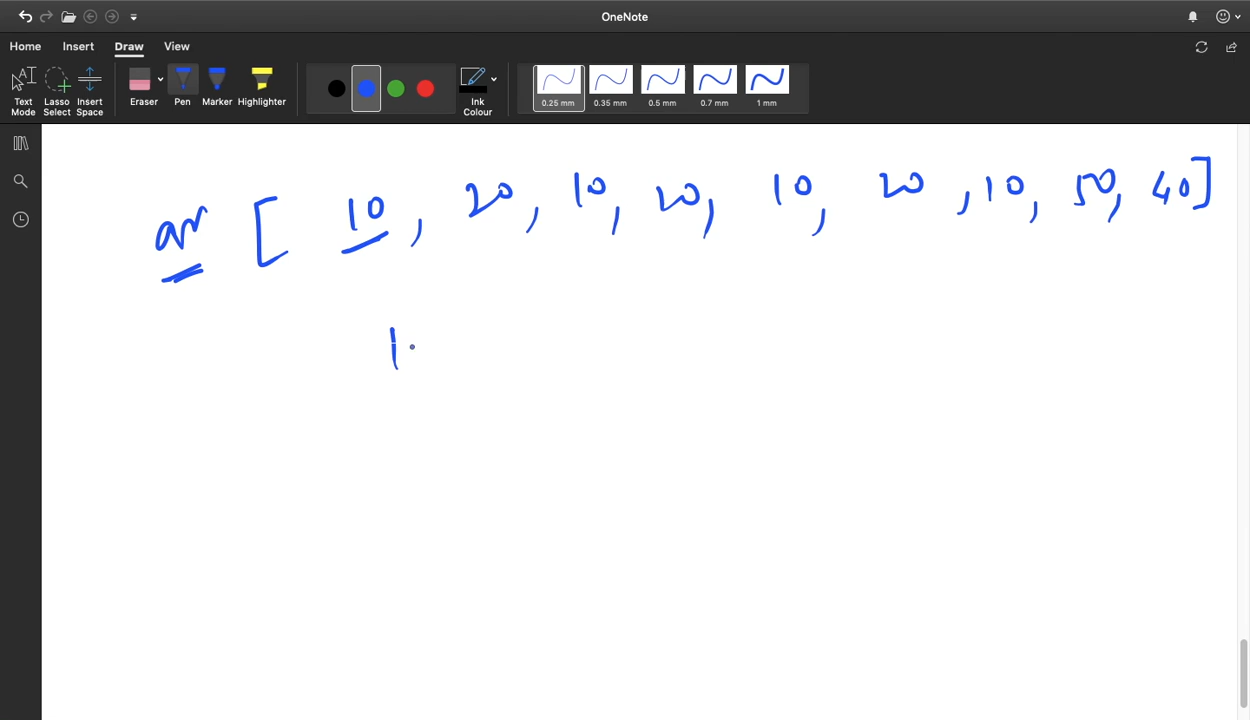 OneNote
Home Insert Draw View
Text Mode
Lasso Select
Insert Space
Eraser
Pen
Marker
Highlighter
Ink Colour
0.25 mm
0.35 mm
0.5 mm
0.7 mm
1 mm
arr [ 10, 20, 10, 20, 10, 20, 10, 50, 40]
1